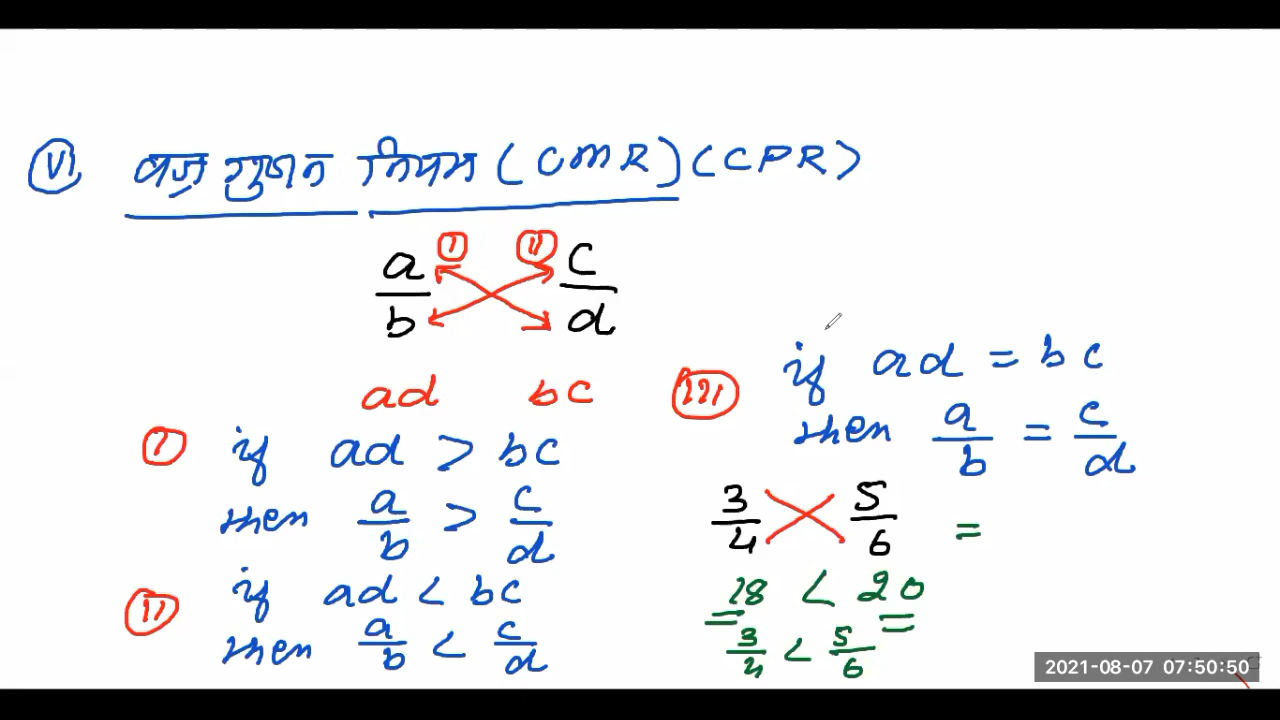 V वज्र गुणन नियम (CMR) (CPR)
a/b I II c/d
ad bc
I if ad > bc
then a/b > c/d
II if ad < bc
then a/b < c/d
III if ad = bc
then a/b = c/d
3/4 5/6 =
18 < 20
3/4 < 5/6
2021-08-07 07:50:50